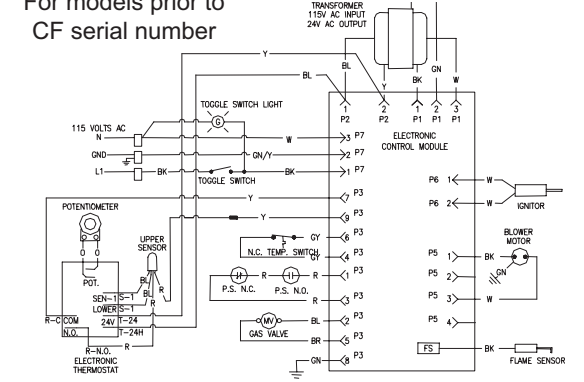 For models prior to
CF serial number
TRANSFORMER
115V AC INPUT
24V AC OUTPUT
Y
BL
BL
Y
BK
GN
W
1 2 1 2 3
P2 P2 P1 P1 P1
TOGGLE SWITCH LIGHT
G
ELECTRONIC
CONTROL MODULE
115 VOLTS AC
N
W
3 P7
GND
GN/Y
2 P7
L1
BK
BK
1 P7
TOGGLE SWITCH
P6 1
W
P6 2
W
IGNITOR
Y
7 P3
Y
9 P3
POTENTIOMETER
UPPER
SENSOR
GY
6 P3
N.C. TEMP. SWITCH
GY
4 P3
BLOWER
MOTOR
P5 1
BK
GN
P5 2
P5 3
W
P5 4
R
R
1 P3
P.S. N.C.
P.S. N.O.
R
3 P3
O O
POT.
BL
BL
R
R
SEN-1 S-1
LOWER S-1
R-C COM
24V T-24
N.O.
T-24H
MV
BL
2 P3
GAS VALVE
BR
5 P3
GN
8 P3
R
R-N.O.
ELECTRONIC
THERMOSTAT
FS
BK
FLAME SENSOR